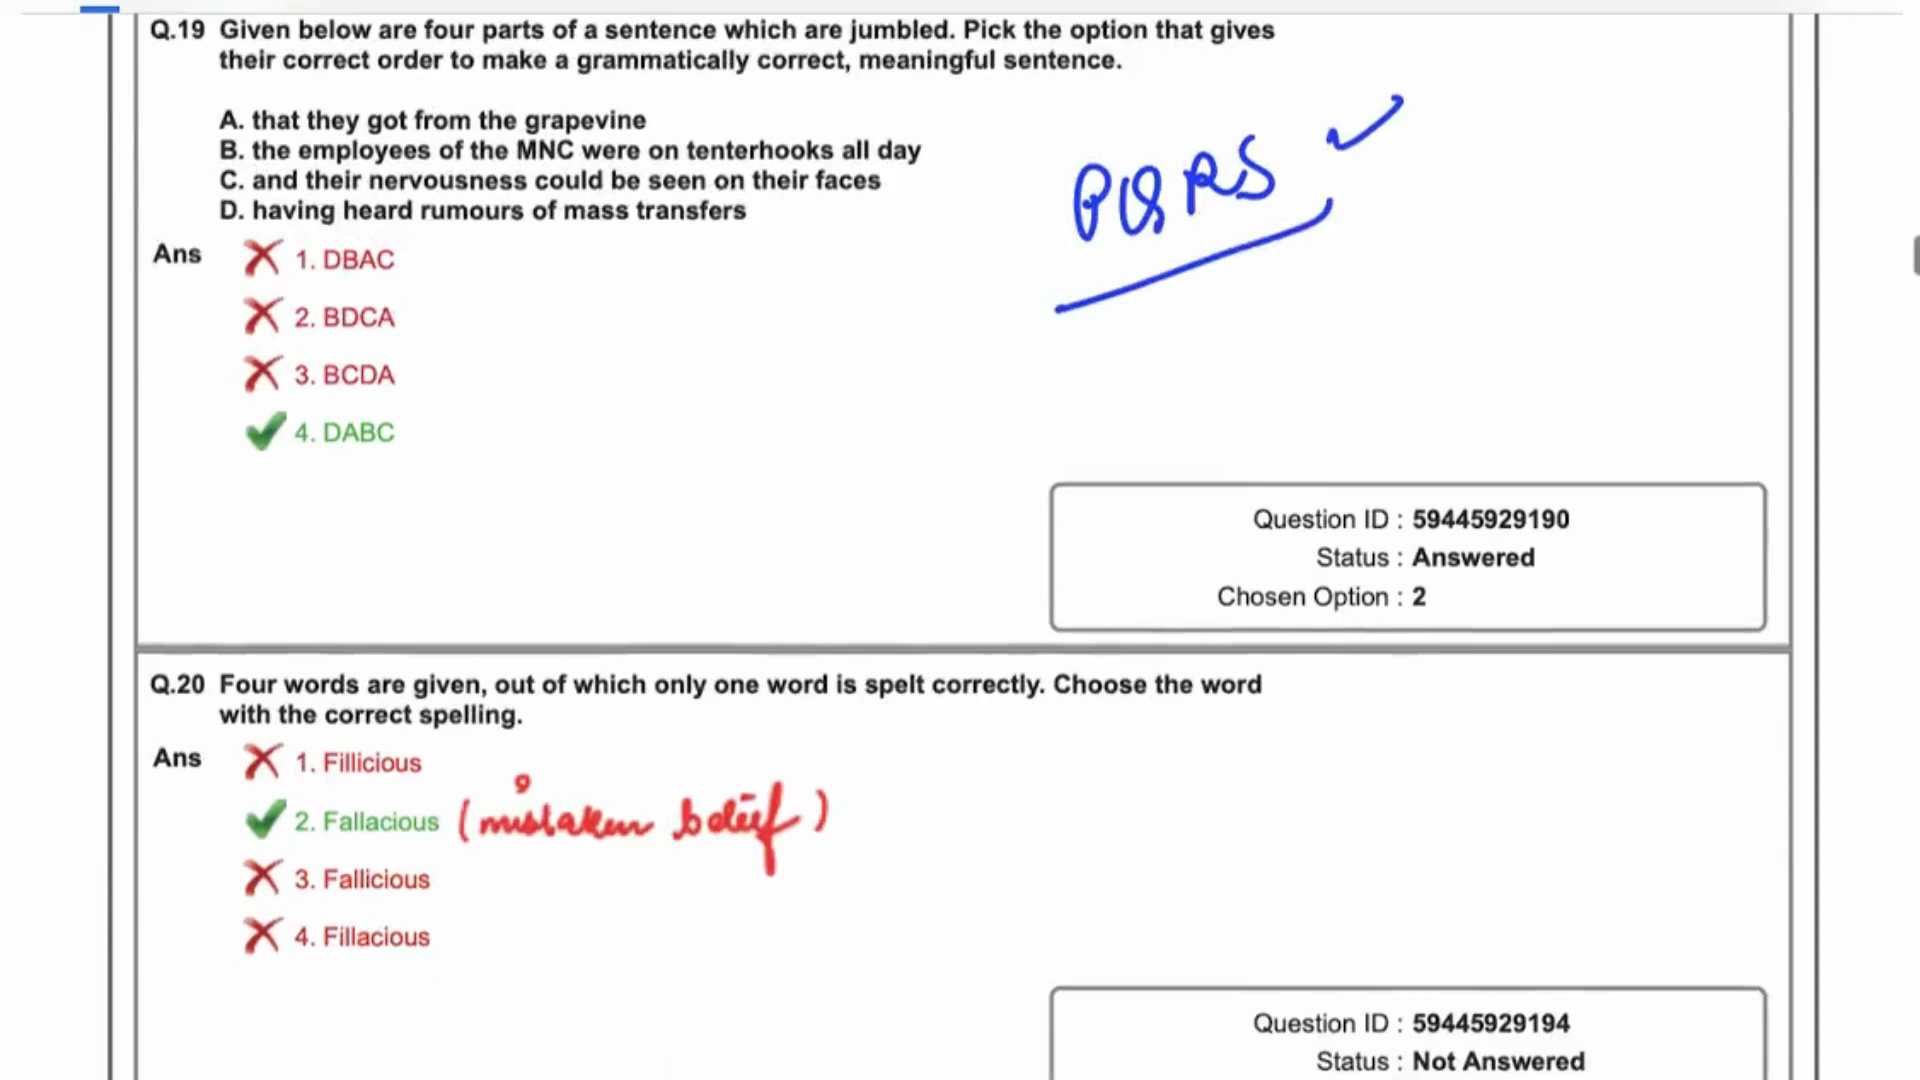 Q.19 Given below are four parts of a sentence which are jumbled. Pick the option that gives
their correct order to make a grammatically correct, meaningful sentence.
A. that they got from the grapevine
B. the employees of the MNC were on tenterhooks all day
C. and their nervousness could be seen on their faces
D. having heard rumours of mass transfers
PQRS
Ans
1. DBAC
2. BDCA
3. BCDA
4. DABC
Question ID : 59445929190
Status : Answered
Chosen Option : 2
Q.20 Four words are given, out of which only one word is spelt correctly. Choose the word
with the correct spelling.
Ans
1. Fillicious
2. Fallacious (mistaken belief)
3. Fallicious
4. Fillacious
Question ID : 59445929194
Status : Not Answered